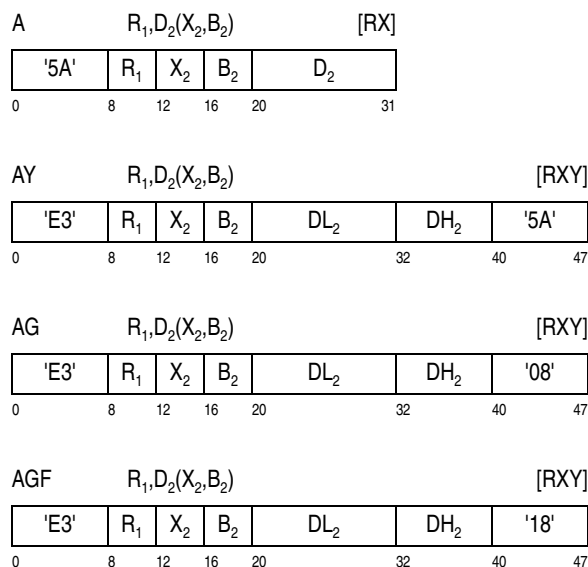 A R₁,D₂(X₂,B₂) [RX]
'5A' R₁ X₂ B₂ D₂
0 8 12 16 20 31
AY R₁,D₂(X₂,B₂) [RXY]
'E3' R₁ X₂ B₂ DL₂ DH₂ '5A'
0 8 12 16 20 32 40 47
AG R₁,D₂(X₂,B₂) [RXY]
'E3' R₁ X₂ B₂ DL₂ DH₂ '08'
0 8 12 16 20 32 40 47
AGF R₁,D₂(X₂,B₂) [RXY]
'E3' R₁ X₂ B₂ DL₂ DH₂ '18'
0 8 12 16 20 32 40 47